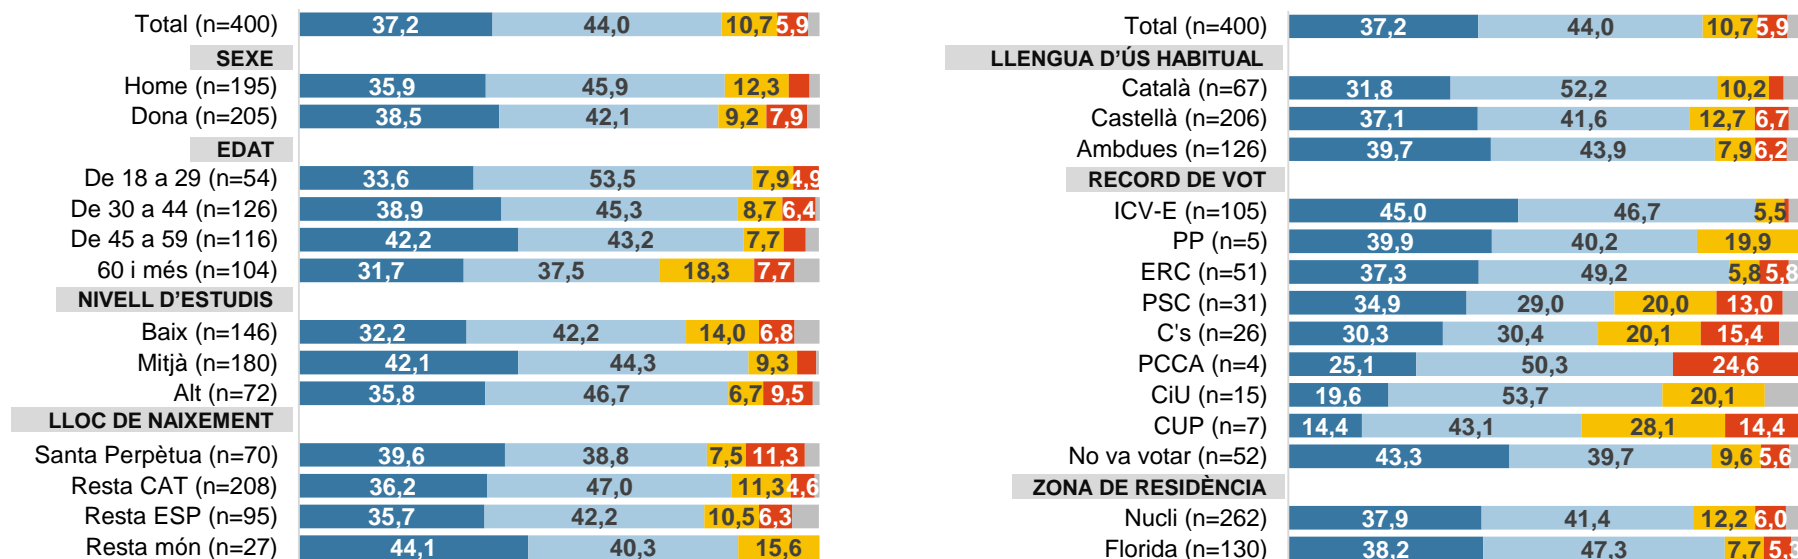 Total (n=400) 37,2 44,0 10,7 5,9
SEXE
Home (n=195) 35,9 45,9 12,3
Dona (n=205) 38,5 42,1 9,2 7,9
EDAT
De 18 a 29 (n=54) 33,6 53,5 7,9 4,9
De 30 a 44 (n=126) 38,9 45,3 8,7 6,4
De 45 a 59 (n=116) 42,2 43,2 7,7
60 i més (n=104) 31,7 37,5 18,3 7,7
NIVELL D'ESTUDIS
Baix (n=146) 32,2 42,2 14,0 6,8
Mitjà (n=180) 42,1 44,3 9,3
Alt (n=72) 35,8 46,7 6,7 9,5
LLOC DE NAIXEMENT
Santa Perpètua (n=70) 39,6 38,8 7,5 11,3
Resta CAT (n=208) 36,2 47,0 11,3 4,6
Resta ESP (n=95) 35,7 42,2 10,5 6,3
Resta món (n=27) 44,1 40,3 15,6
Total (n=400) 37,2 44,0 10,7 5,9
LLENGUA D'ÚS HABITUAL
Català (n=67) 31,8 52,2 10,2
Castellà (n=206) 37,1 41,6 12,7 6,7
Ambdues (n=126) 39,7 43,9 7,9 6,2
RECORD DE VOT
ICV-E (n=105) 45,0 46,7 5,5
PP (n=5) 39,9 40,2 19,9
ERC (n=51) 37,3 49,2 5,8 5,8
PSC (n=31) 34,9 29,0 20,0 13,0
C's (n=26) 30,3 30,4 20,1 15,4
PCCA (n=4) 25,1 50,3 24,6
CiU (n=15) 19,6 53,7 20,1
CUP (n=7) 14,4 43,1 28,1 14,4
No va votar (n=52) 43,3 39,7 9,6 5,6
ZONA DE RESIDÈNCIA
Nucli (n=262) 37,9 41,4 12,2 6,0
Florida (n=130) 38,2 47,3 7,7 5,3